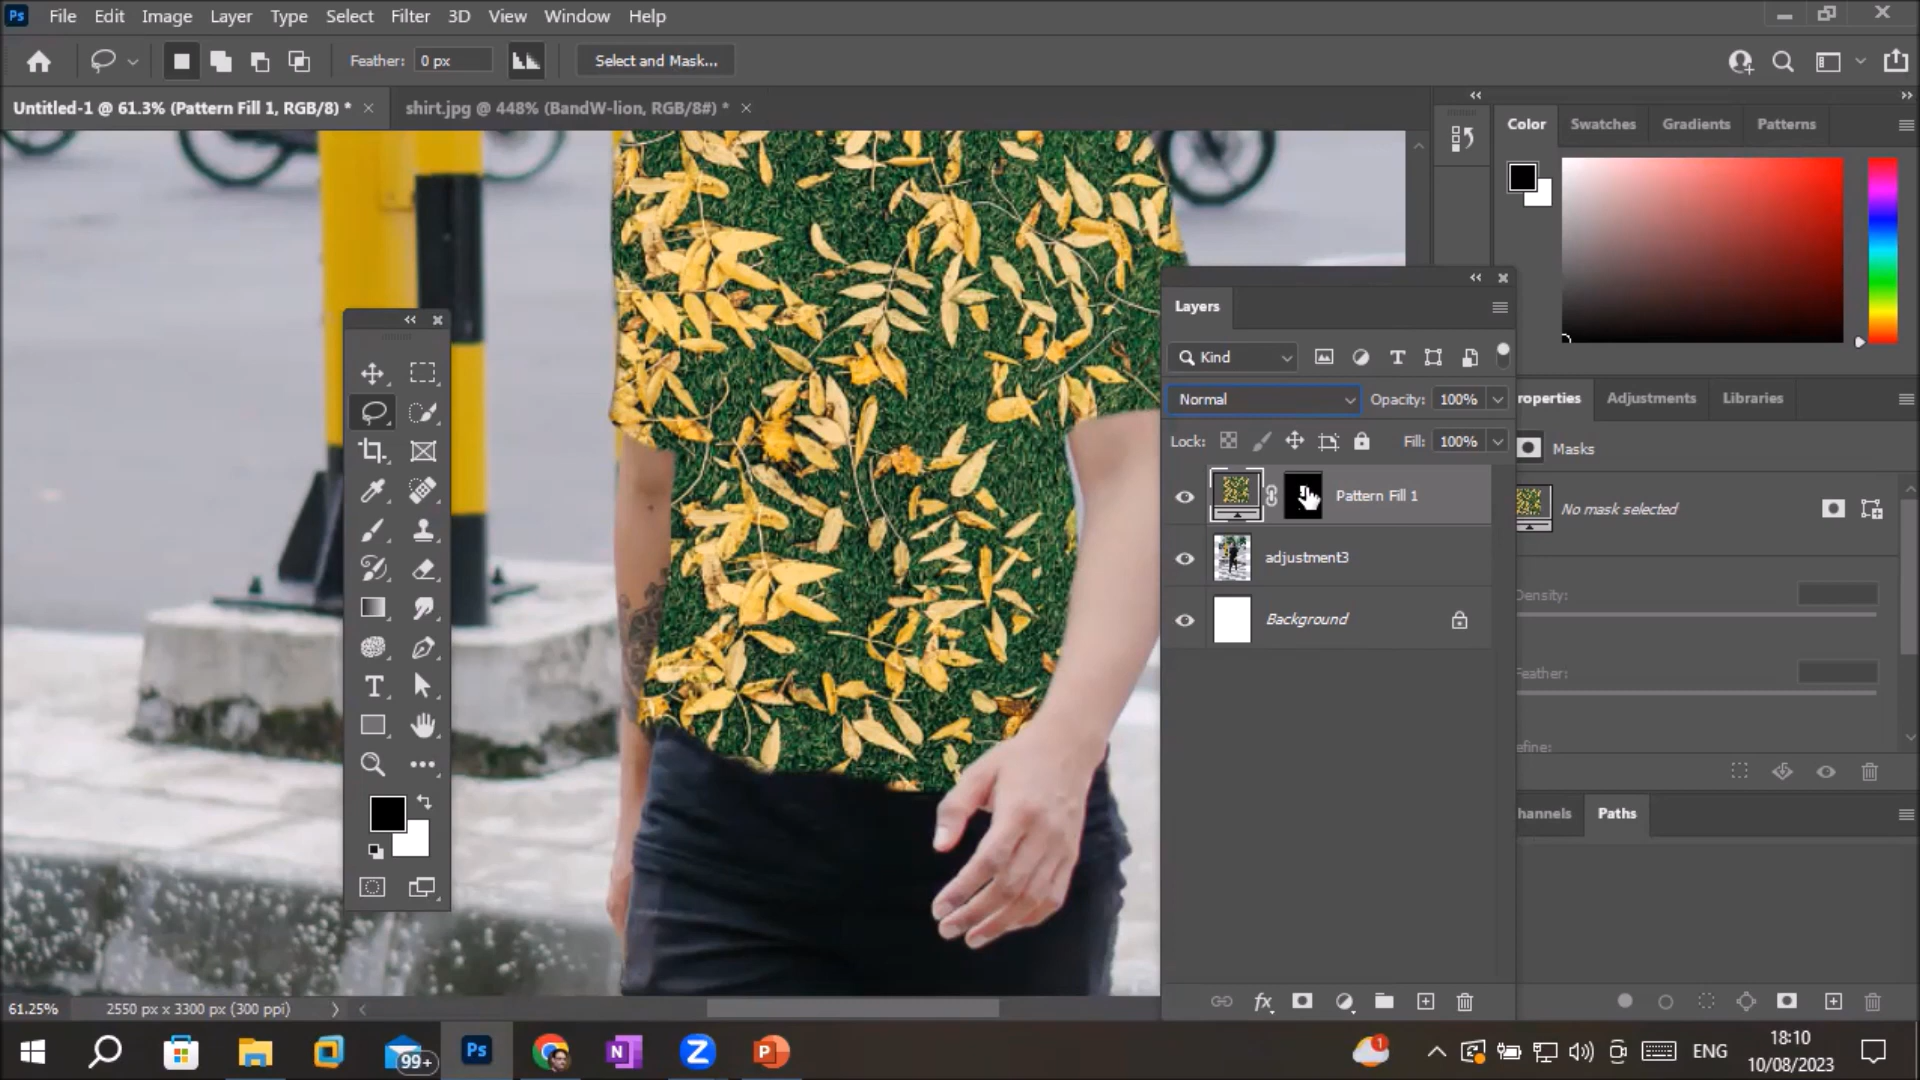 Ps File Edit Image Layer Type Select Filter 3D View Window Help
Feather: 0 px Select and Mask...
Untitled-1 @ 61.3% (Pattern Fill 1, RGB/8) * × shirt.jpg @ 448% (BandW-lion, RGB/8#) * ×
Color Swatches Gradients Patterns
Layers
Kind
Normal Opacity: 100%
Lock: Fill: 100%
Pattern Fill 1
adjustment3
Background
roperties Adjustments Libraries
Masks
No mask selected
Density:
Feather:
efine:
hannels Paths
61.25% 2550 px x 3300 px (300 ppi)
99+ Ps N Z P
1
ENG
18:10
10/08/2023